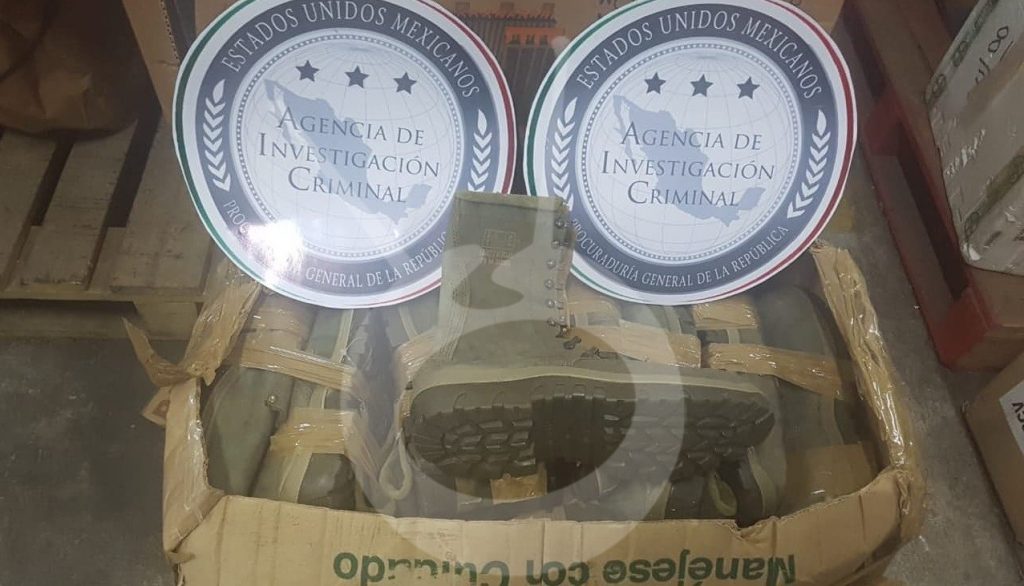 ESTADOS UNIDOS MEXICANOS
AGENCIA DE
INVESTIGACIÓN
CRIMINAL
GENERAL DE LA REPÚBLICA
ESTADOS UNIDOS MEXICANOS
AGENCIA DE
INVESTIGACIÓN
CRIMINAL
PROCURADURÍA GENERAL DE LA REPÚBLICA
Manéjese con Cuidado